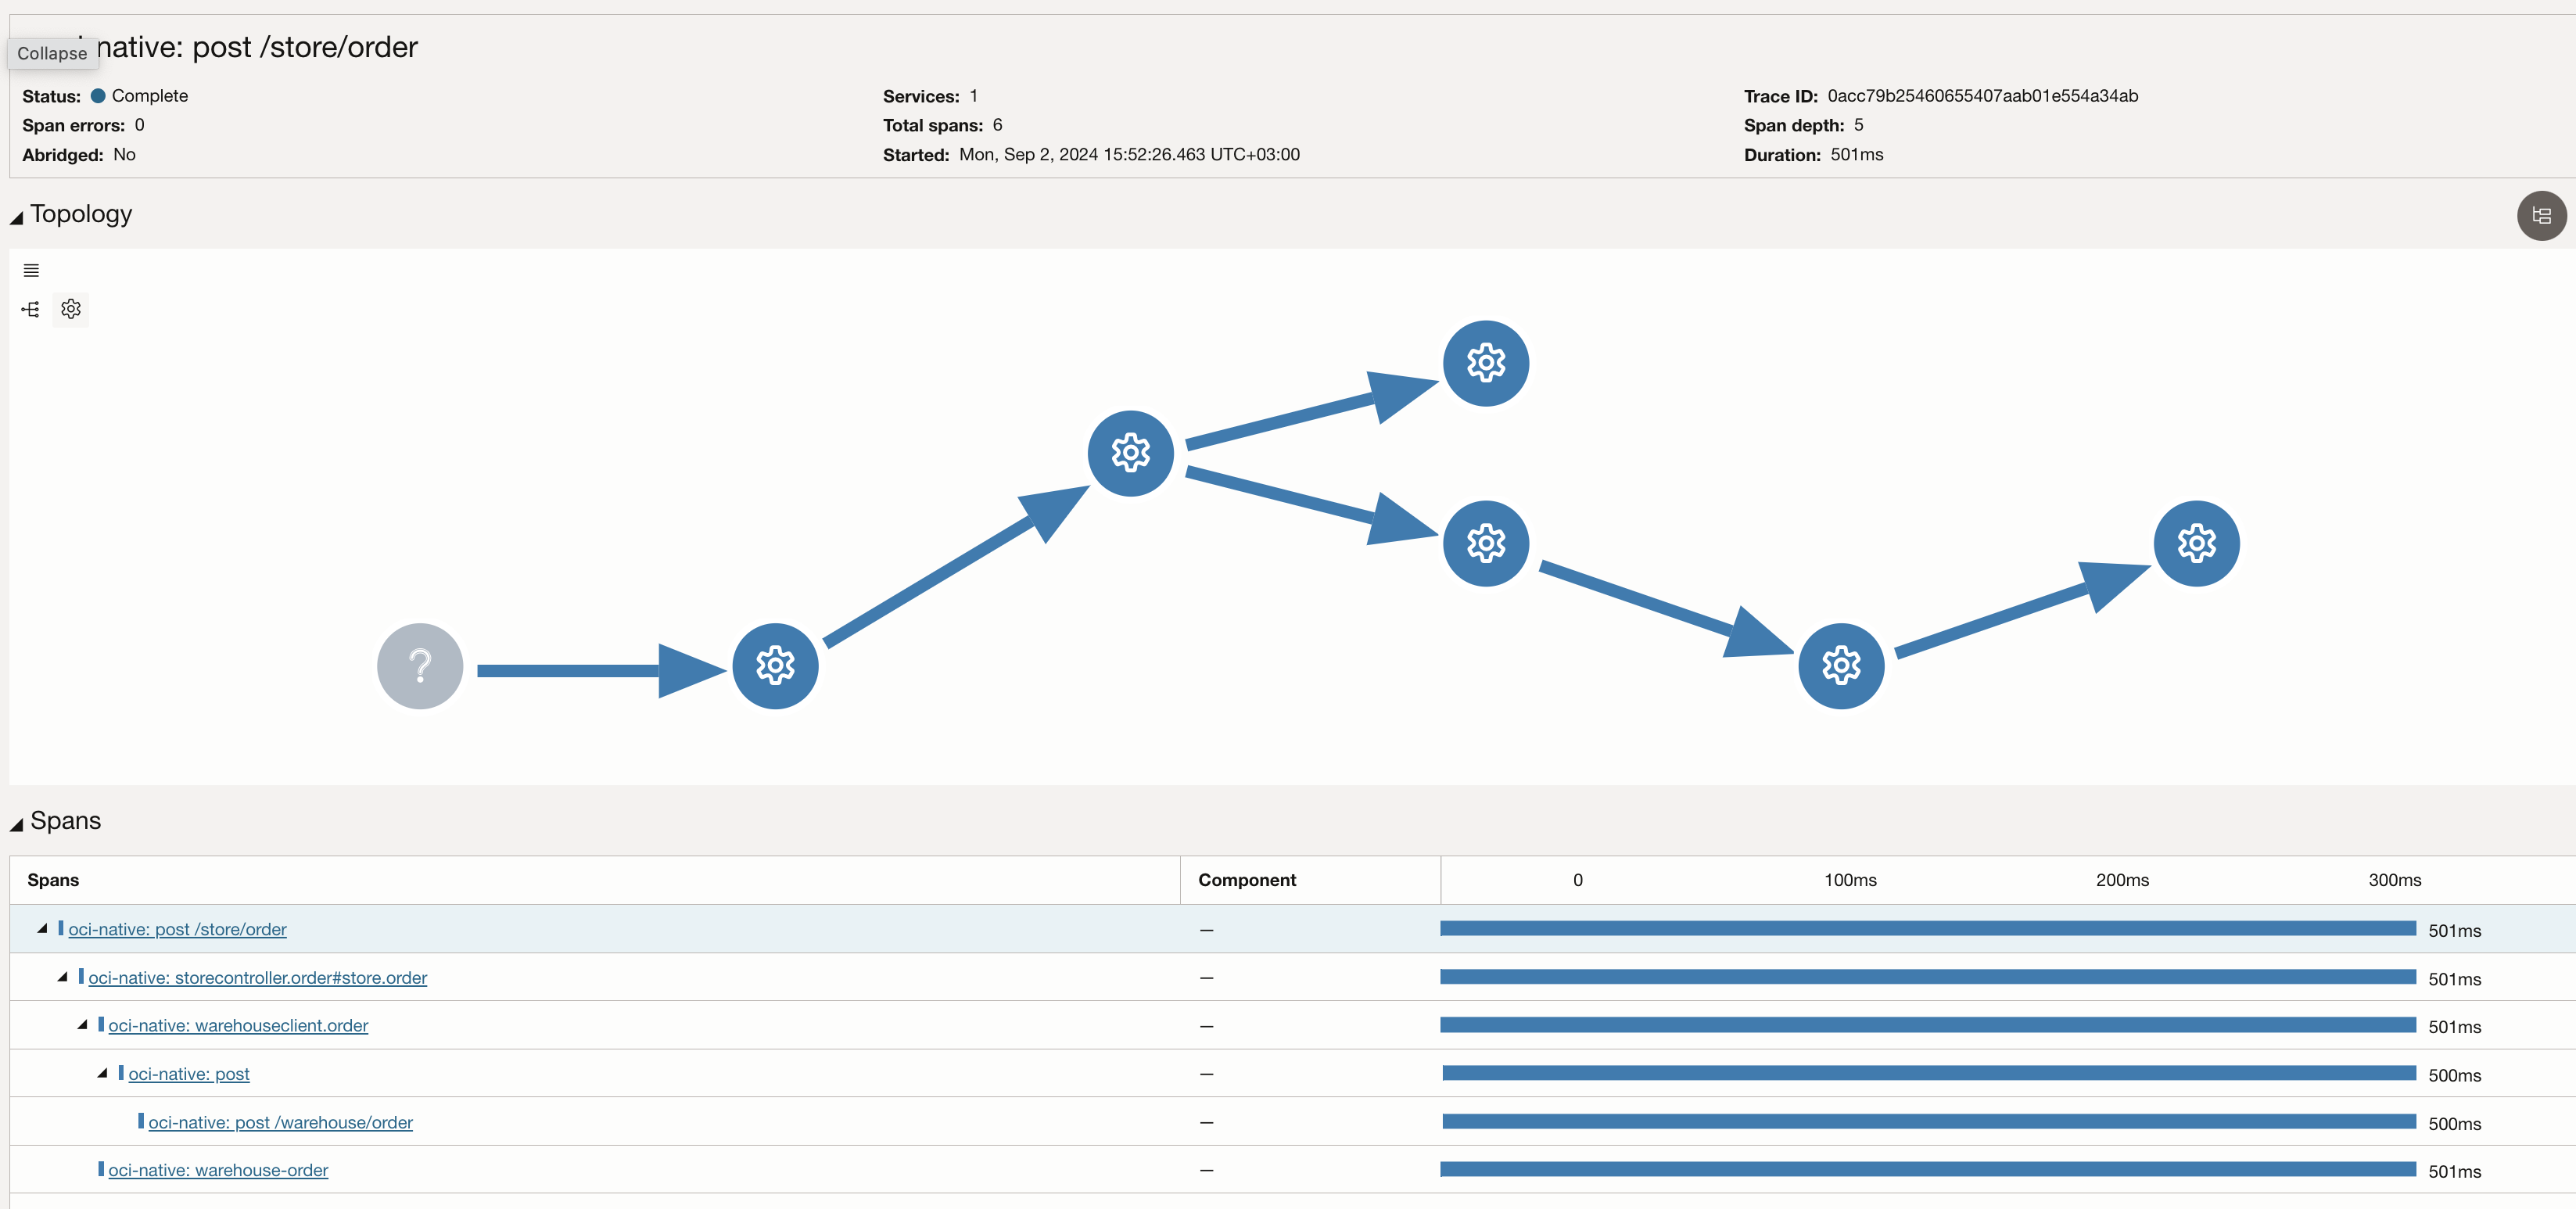 native: post /store/order
Collapse
Status: Complete
Services: 1
Trace ID: 0acc79b25460655407aab01e554a34ab
Span errors: 0
Total spans: 6
Span depth: 5
Abridged: No
Started: Mon, Sep 2, 2024 15:52:26.463 UTC+03:00
Duration: 501ms
Topology
?
Spans
Spans Component 0 100ms 200ms 300ms
oci-native: post /store/order — 501ms
oci-native: storecontroller.order#store.order — 501ms
oci-native: warehouseclient.order — 501ms
oci-native: post — 500ms
oci-native: post /warehouse/order — 500ms
oci-native: warehouse-order — 501ms